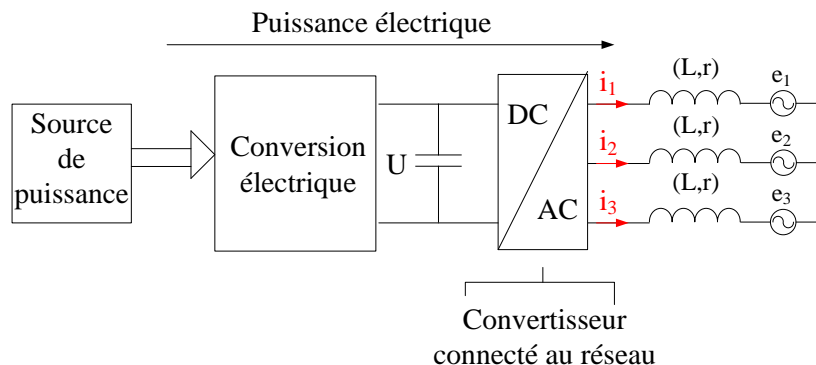 Puissance électrique
Source
de
puissance
Conversion
électrique
U
DC
AC
i1
(L,r)
e1
i2
(L,r)
e2
i3
(L,r)
e3
Convertisseur
connecté au réseau